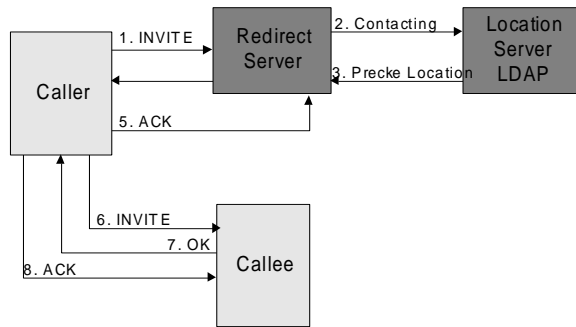 1. INVITE
Redirect
Server
2. Contacting
Location
Server
LDAP
3. Precke Location
Caller
5. ACK
6. INVITE
7. OK
8. ACK
Callee